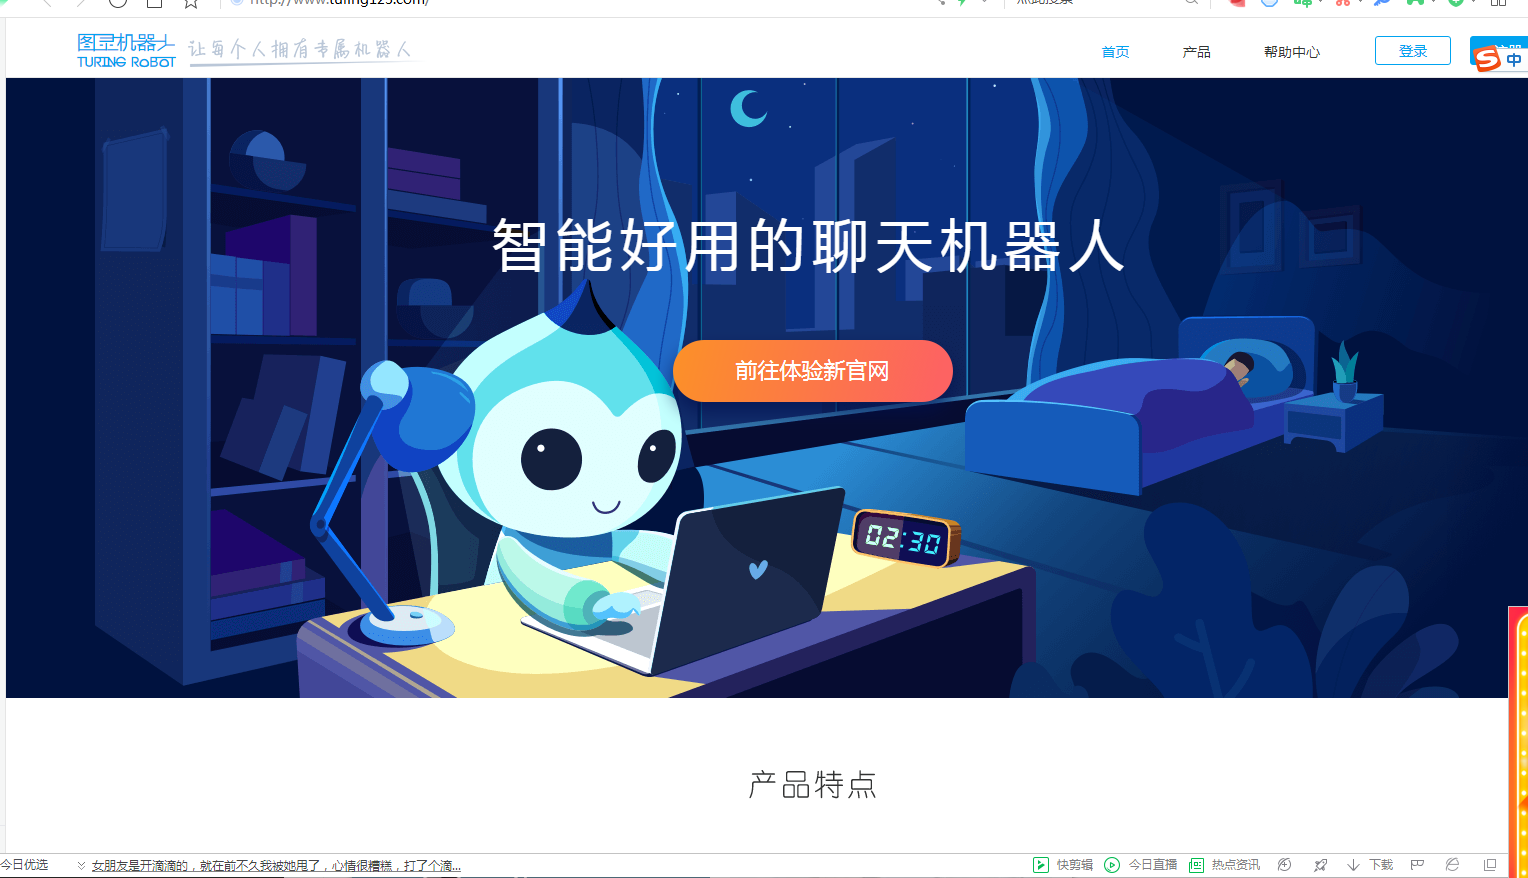 http://www.tuling123.com/
点此搜索
图灵机器人
TURING ROBOT
让每个人拥有专属机器人
首页
产品
帮助中心
登录
中
智能好用的聊天机器人
前往体验新官网
02:30
产品特点
今日优选
女朋友是开滴滴的，就在前不久我被她甩了，心情很糟糕，打了个滴...
快剪辑
今日直播
热点资讯
下载